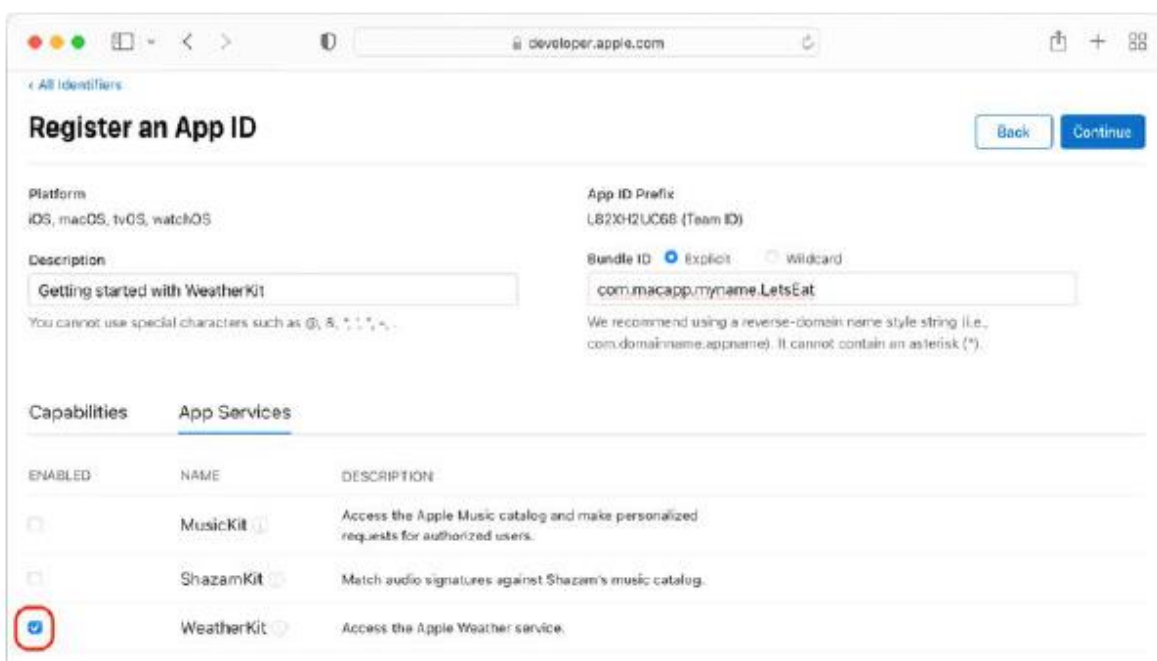 developer.apple.com
< All Identifiers
Register an App ID
Back
Continue
Platform
iOS, macOS, tvOS, watchOS
App ID Prefix
L82XH2UC68 (Team ID)
Description
Getting started with WeatherKit
You cannot use special characters such as @, &, *, ', ", -, .
Bundle ID Explicit Wildcard
com.macapp.myname.LetsEat
We recommend using a reverse-domain name style string (i.e.,
com.domainname.appname). It cannot contain an asterisk (*).
Capabilities App Services
ENABLED NAME DESCRIPTION
MusicKit
Access the Apple Music catalog and make personalized
requests for authorized users.
ShazamKit Match audio signatures against Shazam's music catalog.
WeatherKit Access the Apple Weather service.